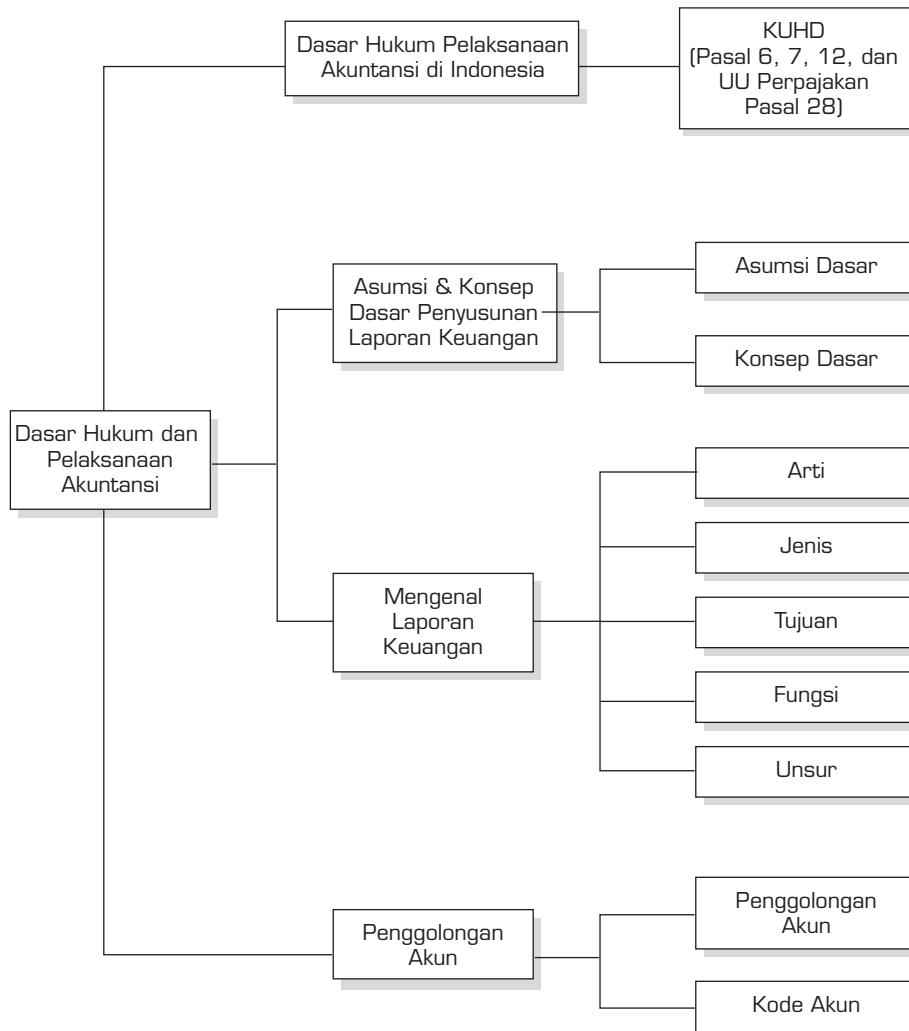 Dasar Hukum Pelaksanaan
Akuntansi di Indonesia
KUHD
(Pasal 6, 7, 12, dan
UU Perpajakan
Pasal 28)
Asumsi & Konsep
Dasar Penyusunan
Laporan Keuangan
Asumsi Dasar
Konsep Dasar
Dasar Hukum dan
Pelaksanaan
Akuntansi
Mengenal
Laporan
Keuangan
Arti
Jenis
Tujuan
Fungsi
Unsur
Penggolongan
Akun
Penggolongan
Akun
Kode Akun